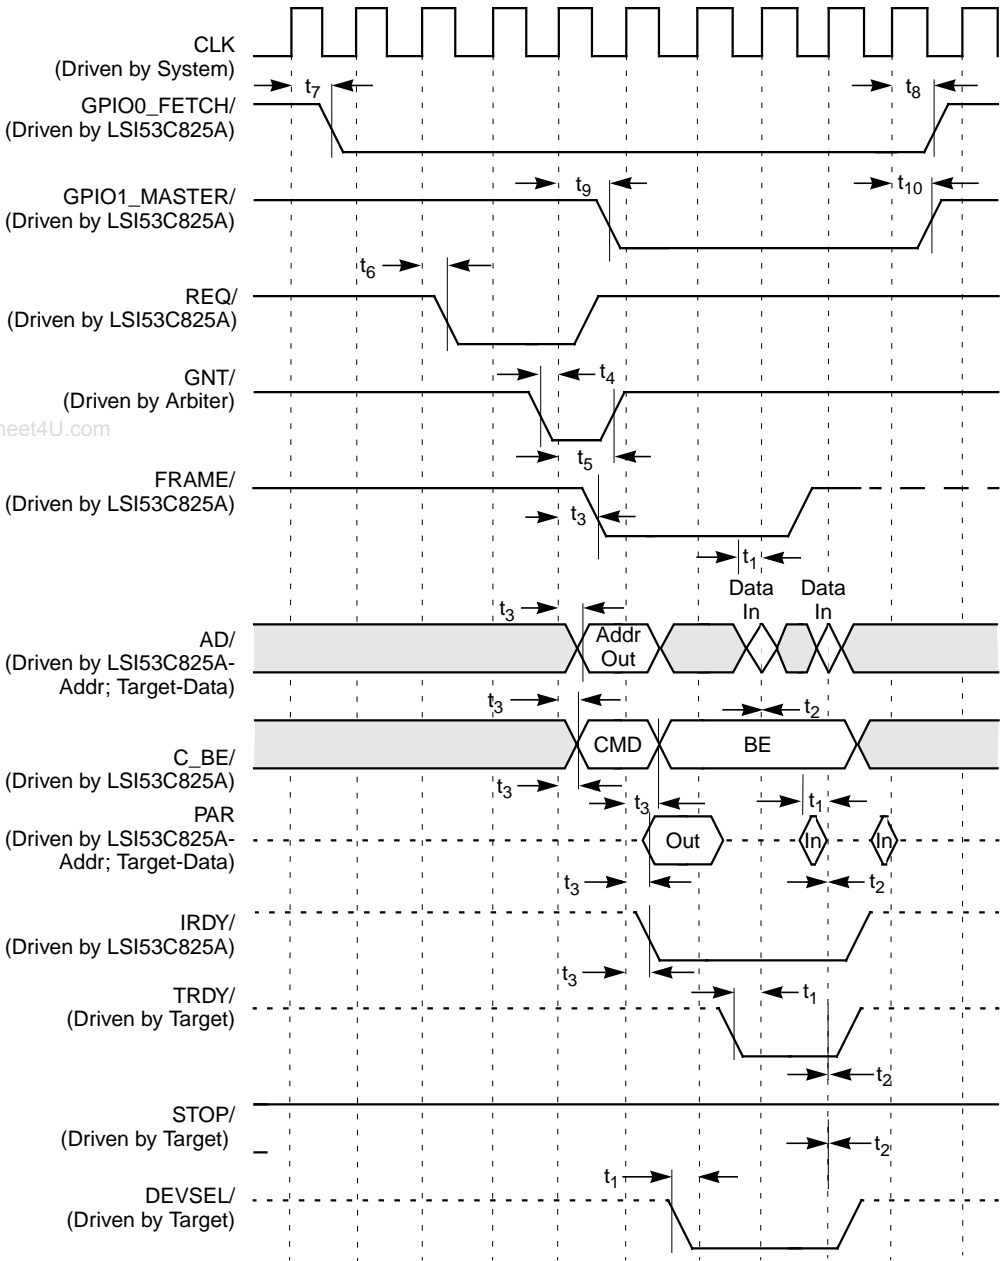 CLK
(Driven by System)
t7
t8
GPIO0_FETCH/
(Driven by LSI53C825A)
t9
t10
GPIO1_MASTER/
(Driven by LSI53C825A)
t6
REQ/
(Driven by LSI53C825A)
GNT/
(Driven by Arbiter)
t4
neet4U.com
t5
FRAME/
(Driven by LSI53C825A)
t3
t1
Data
In
Data
In
t3
AD/
(Driven by LSI53C825A-
Addr; Target-Data)
Addr
Out
t3
t2
C_BE/
(Driven by LSI53C825A)
CMD
BE
t3
t3
t1
PAR
(Driven by LSI53C825A-
Addr; Target-Data)
Out
In
In
t3
t2
IRDY/
(Driven by LSI53C825A)
t3
t1
TRDY/
(Driven by Target)
t2
STOP/
(Driven by Target)
t2
t1
DEVSEL/
(Driven by Target)